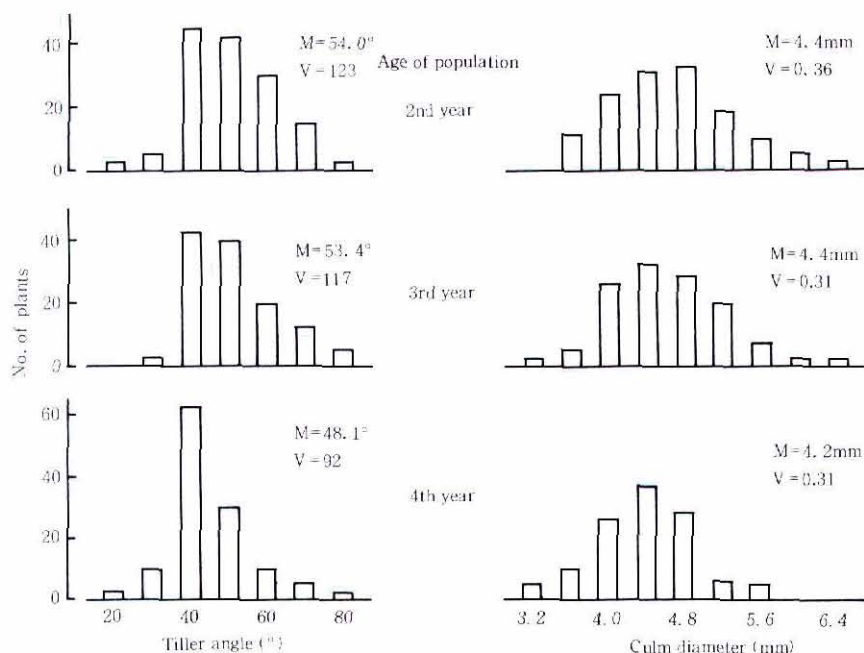 40
20
0
M=54.0°
V=123
Age of population
2nd year
M=4.4mm
V=0.36
No. of plants
40
20
0
M=53.4°
V=117
3rd year
M=4.4mm
V=0.31
60
40
20
0
M=48.1°
V=92
4th year
M=4.2mm
V=0.31
20 40 60 80
Tiller angle (°)
3.2 4.0 4.8 5.6 6.4
Culm diameter (mm)